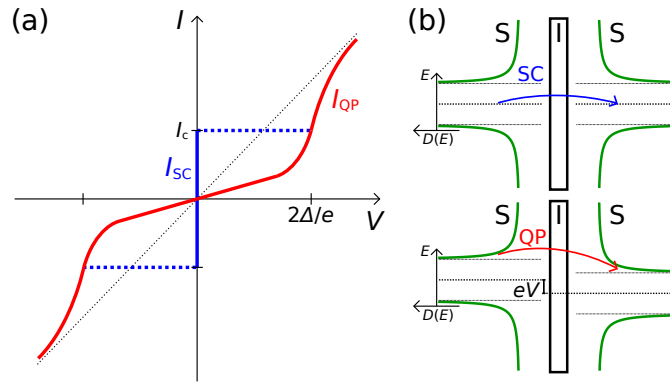 (a)
I
I_QP
I_c
I_SC
2Δ/e
V
(b)
S I S
SC
E
D(E)
S I S
QP
E
eV
D(E)